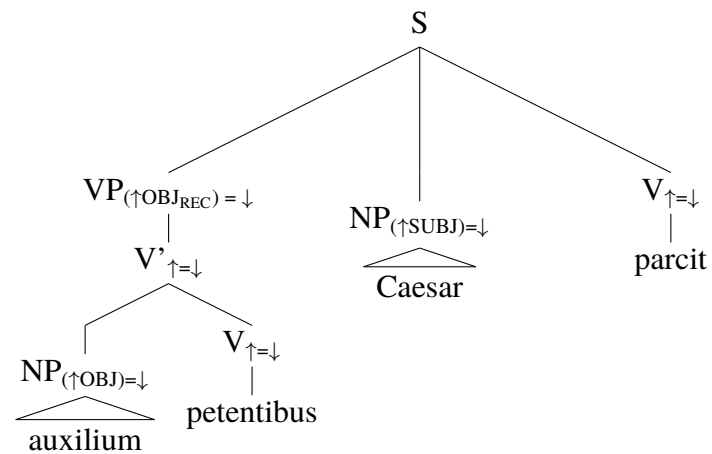 S
VP(↑OBJREC) = ↓ NP(↑SUBJ)=↓ V↑=↓
V'↑=↓ Caesar parcit
NP(↑OBJ)=↓ V↑=↓
auxilium petentibus